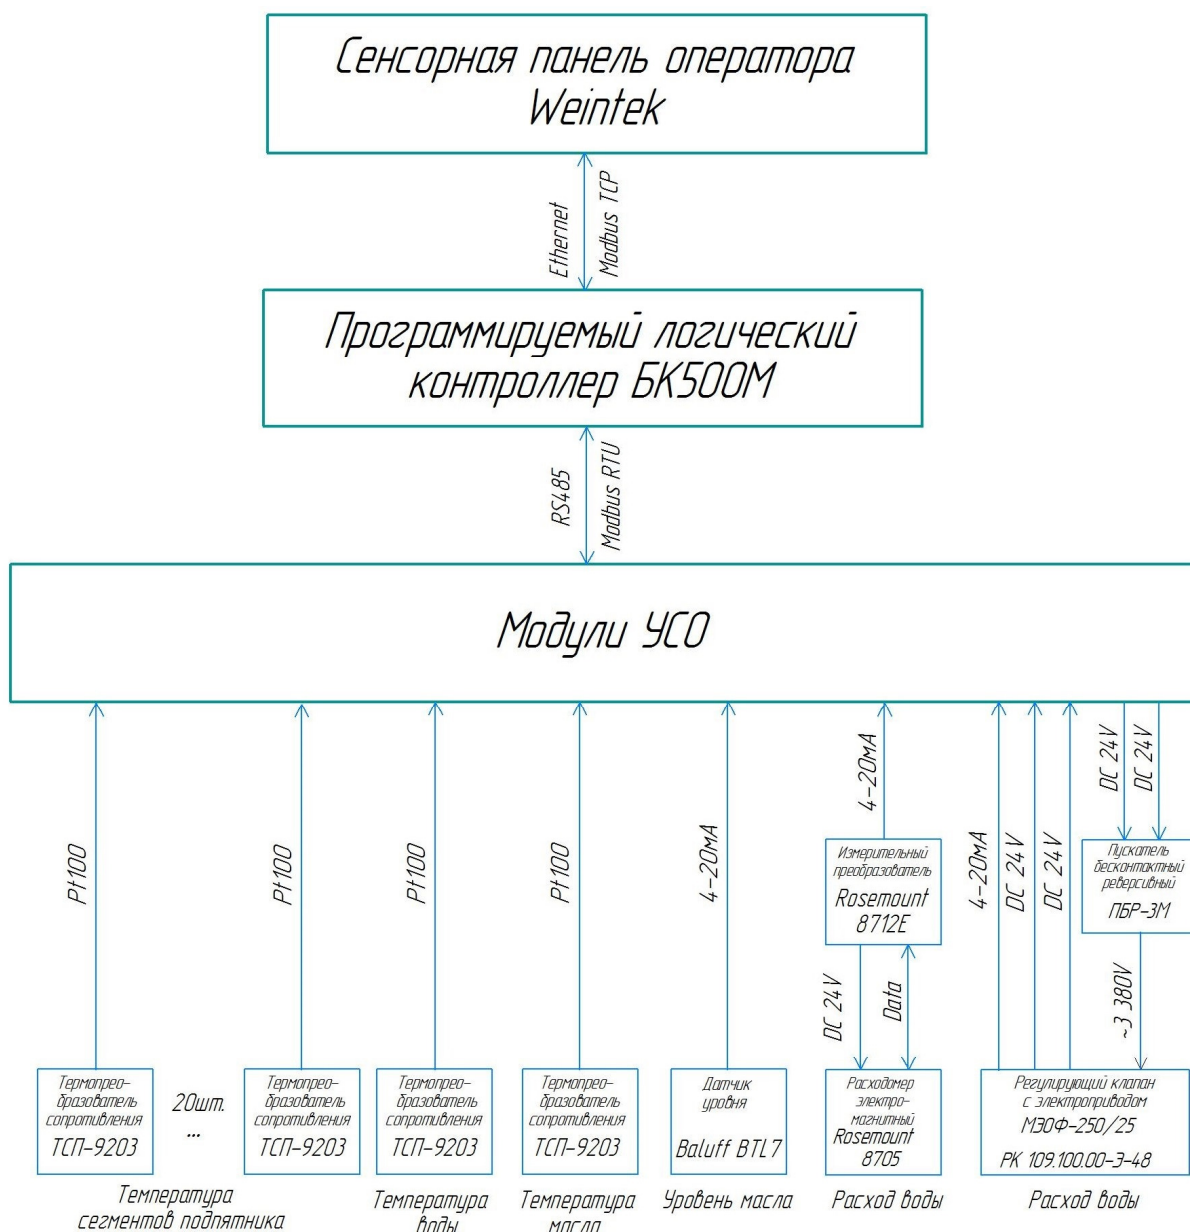 Сенсорная панель оператора
Weintek
Ethernet
Modbus TCP
Программируемый логический
контроллер БК500М
RS485
Modbus RTU
Модули УСО
Pt100
Pt100
Pt100
Pt100
4-20мА
4-20мА
4-20мА
DC 24V
DC 24V
DC 24V
DC 24V
Измерительный
преобразователь
Rosemount
8712E
Пускатель
бесконтактный
реверсивный
ПБР-3М
DC 24V
Data
~3 380V
Термопрео-
бразователь
сопротивления
ТСП-9203
20шт.
...
Термопрео-
бразователь
сопротивления
ТСП-9203
Термопрео-
бразователь
сопротивления
ТСП-9203
Термопрео-
бразователь
сопротивления
ТСП-9203
Датчик
уровня
Baluff BTL7
Расходомер
электро-
магнитный
Rosemount
8705
Регулирующий клапан
с электроприводом
МЭОФ-250/25
РК 109.100.00-Э-48
Температура
сегментов подпятника
Температура
воды
Температура
масла
Уровень масла
Расход воды
Расход воды